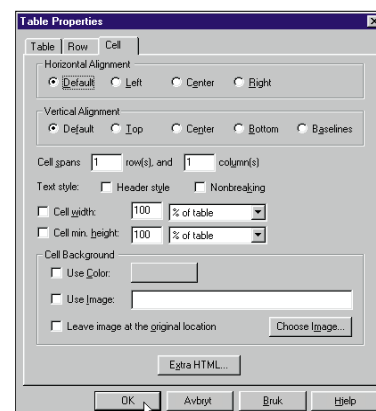 Table Properties
Table Row Cell
Horizontal Alignment
Default Left Center Right
Vertical Alignment
Default Top Center Bottom Baselines
Cell spans 1 row(s), and 1 column(s)
Text style: Header style Nonbreaking
Cell width: 100 % of table
Cell min. height: 100 % of table
Cell Background
Use Color:
Use Image:
Leave image at the original location Choose Image...
Extra HTML...
OK Avbryt Bruk Hjelp